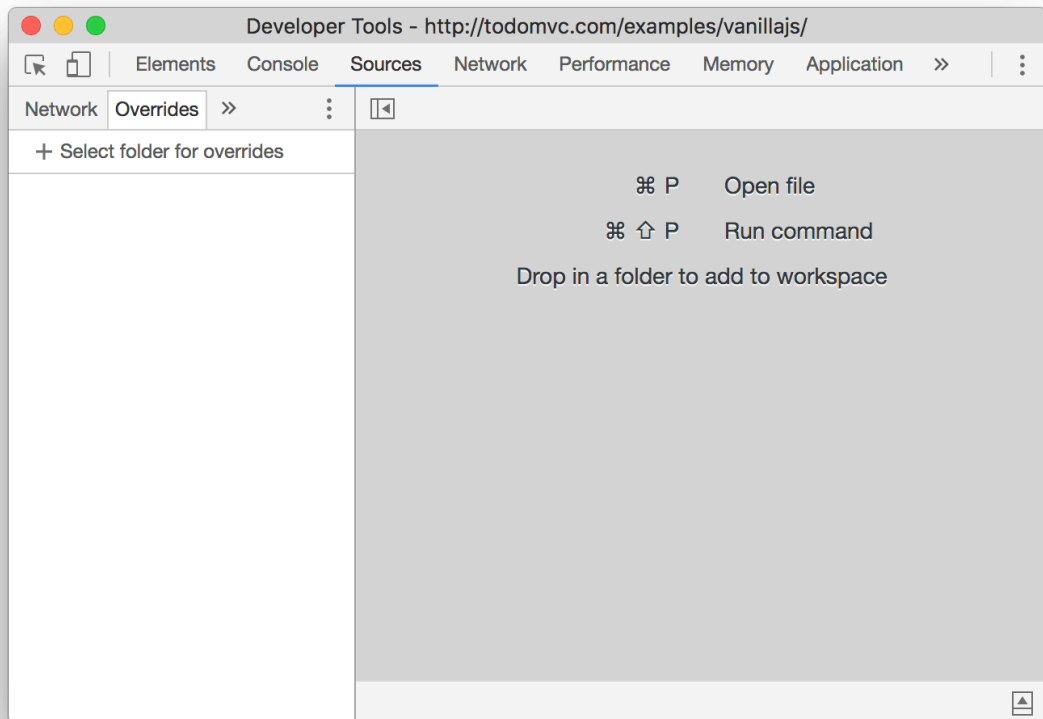 Developer Tools - http://todomvc.com/examples/vanillajs/
Elements Console Sources Network Performance Memory Application »
Network Overrides »
+ Select folder for overrides
⌘ P Open file
⌘ ⇧ P Run command
Drop in a folder to add to workspace